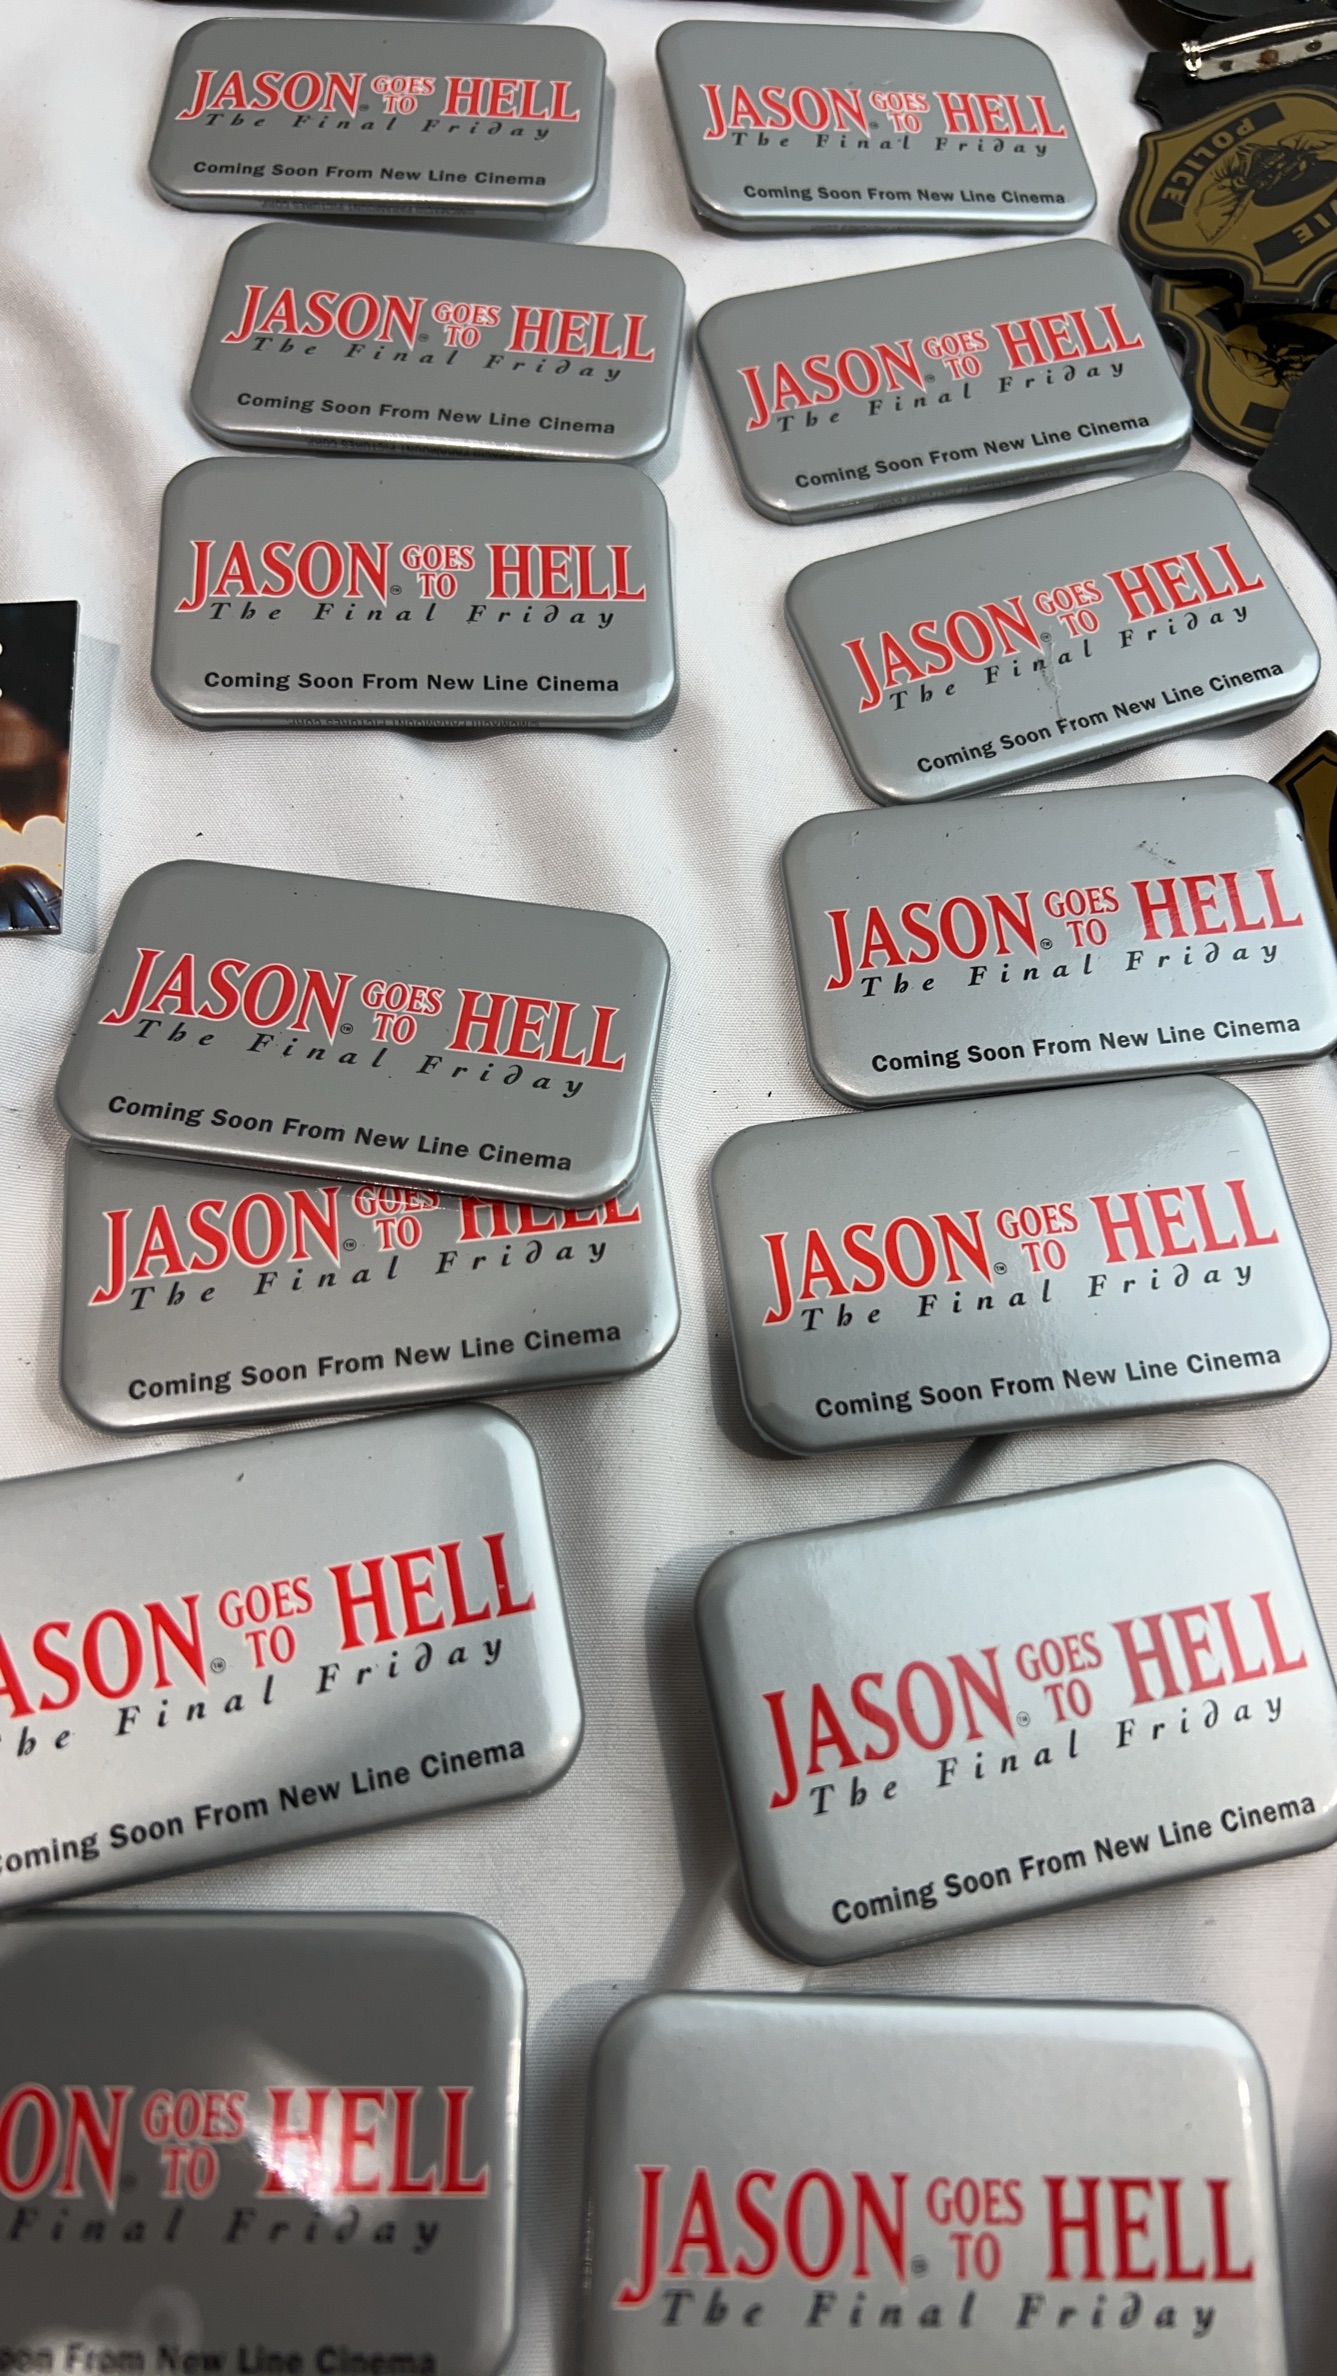 JASON GOES TO HELL
The Final Friday
Coming Soon From New Line Cinema
JASON GOES TO HELL
The Final Friday
Coming Soon From New Line Cinema
POLICE
JASON GOES TO HELL
The Final Friday
Coming Soon From New Line Cinema
JASON GOES TO HELL
The Final Friday
Coming Soon From New Line Cinema
JASON GOES TO HELL
The Final Friday
Coming Soon From New Line Cinema
JASON GOES TO HELL
The Final Friday
Coming Soon From New Line Cinema
JASON GOES TO HELL
The Final Friday
Coming Soon From New Line Cinema
JASON GOES TO HELL
The Final Friday
Coming Soon From New Line Cinema
JASON GOES TO HELL
The Final Friday
Coming Soon From New Line Cinema
JASON GOES TO HELL
The Final Friday
Coming Soon From New Line Cinema
ASON GOES TO HELL
he Final Friday
oming Soon From New Line Cinema
JASON GOES TO HELL
The Final Friday
Coming Soon From New Line Cinema
ON GOES TO HELL
Final Friday
oon From New Line Cinema
JASON GOES TO HELL
The Final Friday